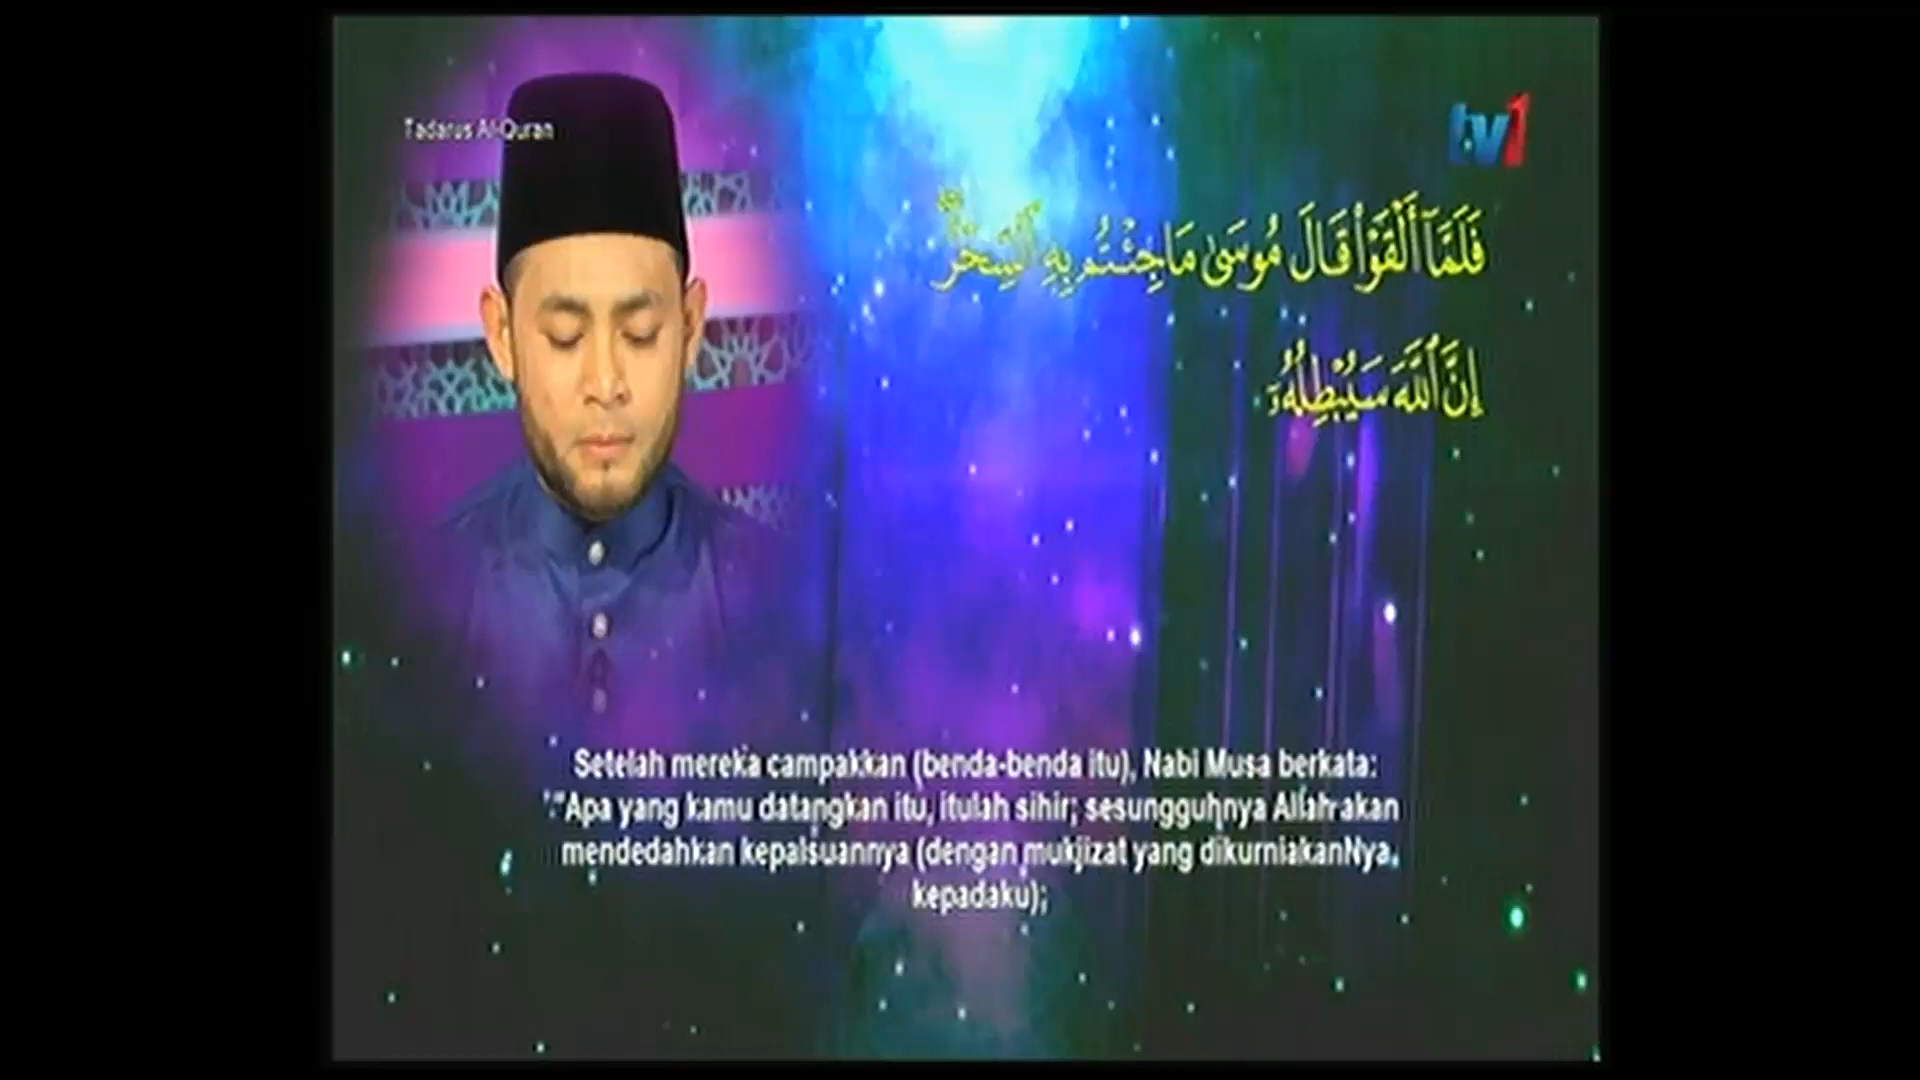 Tadarus Al-Quran
tv1
فَلَمَّآ أَلْقَوْا۟ قَالَ مُوسَىٰ مَا جِئْتُم بِهِ ٱلسِّحْرُ ۖ
إِنَّ ٱللَّهَ سَيُبْطِلُهُۥٓ
Setelah mereka campakkan (benda-benda itu), Nabi Musa berkata:
"Apa yang kamu datangkan itu, itulah sihir; sesungguhnya Allah akan
mendedahkan kepalsuannya (dengan mukjizat yang dikurniakanNya
kepadaku);